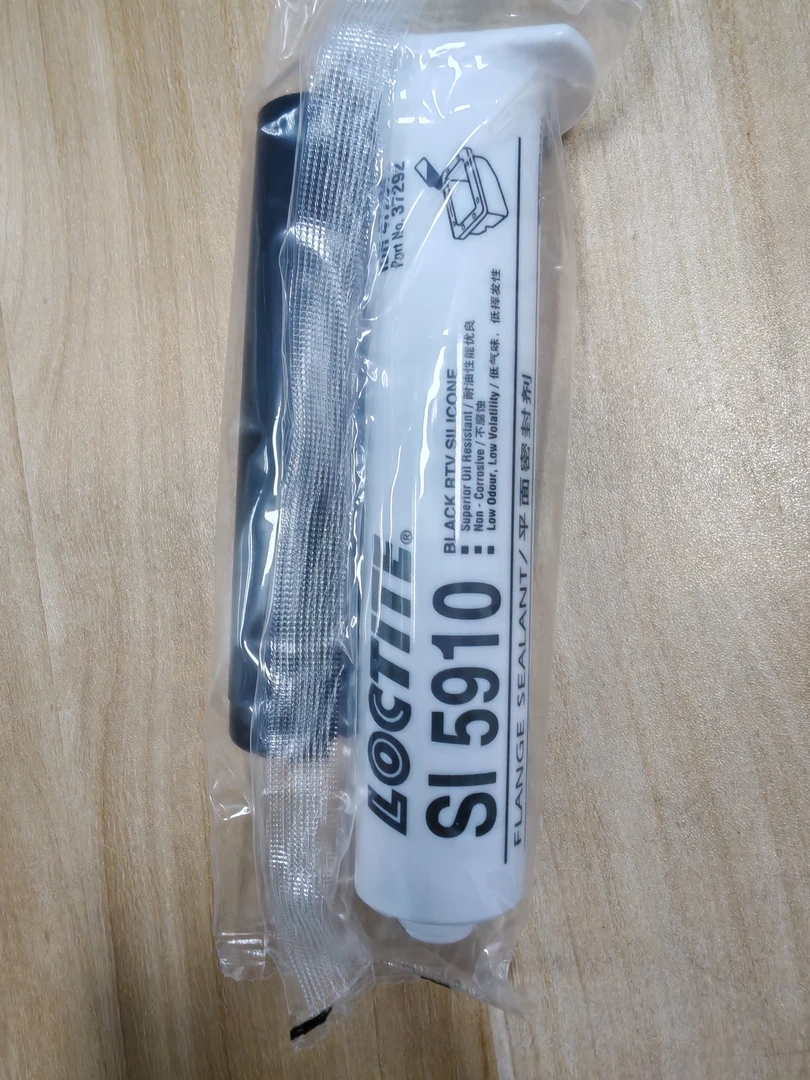 LOCTITE®
SI 5910
BLACK RTV SILICONE
■ Superior Oil Resistant / 耐油性能优良
■ Non - Corrosive / 不腐蚀
■ Low Odour, Low Volatility / 低气味，低挥发性
FLANGE SEALANT / 平面密封剂
Part No. 37292